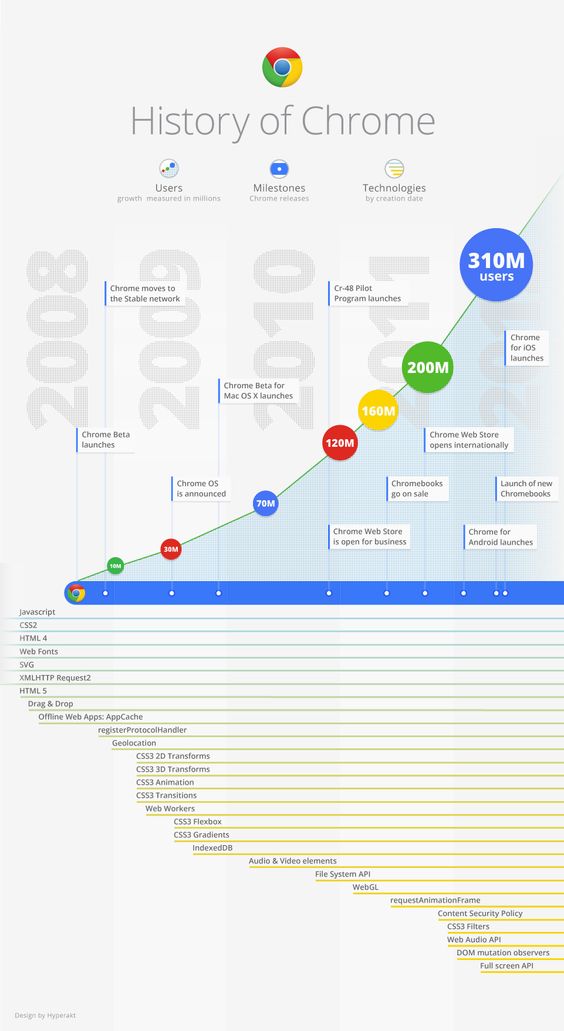 History of Chrome
Users
growth measured in millions
Milestones
Chrome releases
Technologies
by creation date
2008
2009
2010
2011
310M
users
Chrome moves to
the Stable network
Cr-48 Pilot
Program launches
Chrome
for iOS
launches
200M
Chrome Beta for
Mac OS X launches
160M
Chrome Beta
launches
120M
Chrome Web Store
opens internationally
Chrome OS
is announced
70M
Chromebooks
go on sale
Launch of new
Chromebooks
Chrome Web Store
is open for business
Chrome for
Android launches
30M
10M
Javascript
CSS2
HTML 4
Web Fonts
SVG
XMLHTTP Request2
HTML 5
Drag & Drop
Offline Web Apps: AppCache
registerProtocolHandler
Geolocation
CSS3 2D Transforms
CSS3 3D Transforms
CSS3 Animation
CSS3 Transitions
Web Workers
CSS3 Flexbox
CSS3 Gradients
IndexedDB
Audio & Video elements
File System API
WebGL
requestAnimationFrame
Content Security Policy
CSS3 Filters
Web Audio API
DOM mutation observers
Full screen API
Design by Hyperakt